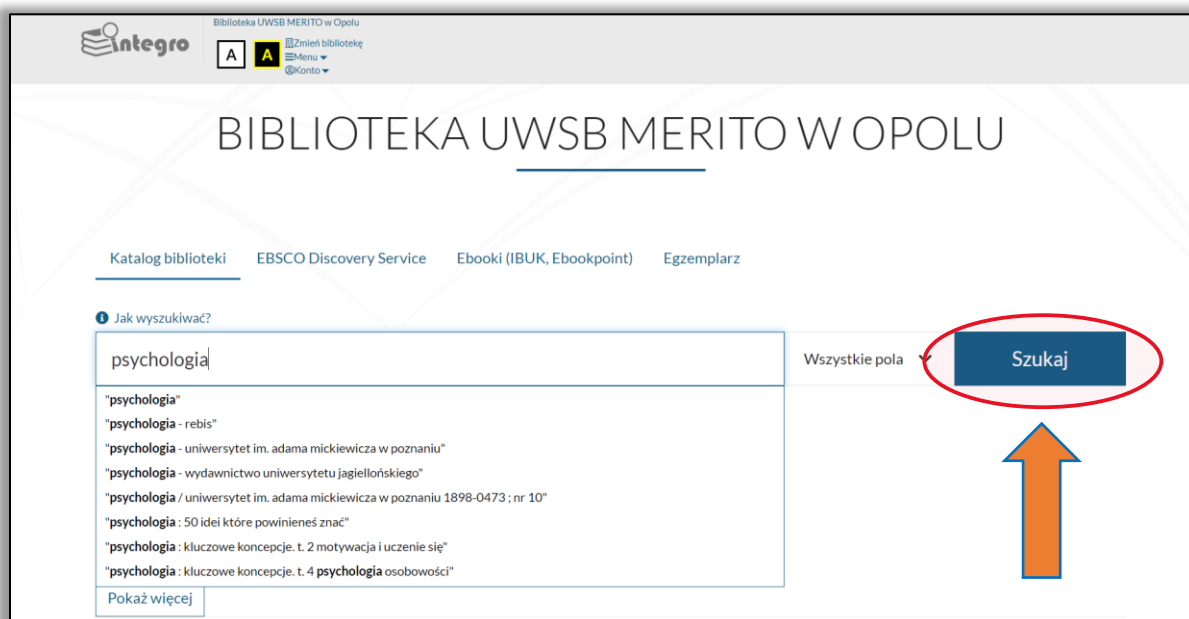 integro
Biblioteka UWSB MERITO w Opolu
A
A
Zmień bibliotekę
Menu
Konto
BIBLIOTEKA UWSB MERITO W OPOLU
Katalog biblioteki EBSCO Discovery Service Ebooki (IBUK, Ebookpoint) Egzemplarz
Jak wyszukiwać?
psychologia Wszystkie pola Szukaj
"psychologia"
"psychologia - rebis"
"psychologia - uniwersytet im. adama mickiewicza w poznaniu"
"psychologia - wydawnictwo uniwersytetu jagiellońskiego"
"psychologia / uniwersytet im. adama mickiewicza w poznaniu 1898-0473 ; nr 10"
"psychologia : 50 idei które powinieneś znać"
"psychologia : kluczowe koncepcje. t. 2 motywacja i uczenie się"
"psychologia : kluczowe koncepcje. t. 4 psychologia osobowości"
Pokaż więcej